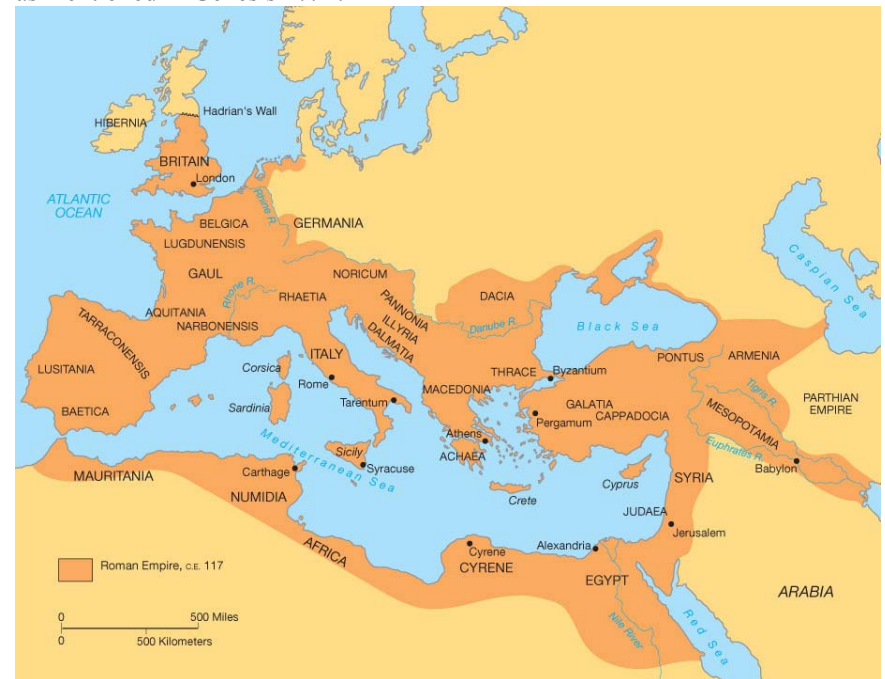 HIBERNIA
Hadrian's Wall
BRITAIN
London
ATLANTIC
OCEAN
Rhine R.
BELGICA
GERMANIA
LUGDUNENSIS
GAUL
NORICUM
Rhone R.
RHAETIA
PANNONIA
ILLYRIA
DALMATIA
DACIA
Danube R.
Black Sea
Caspian Sea
AQUITANIA
NARBONENSIS
TARRACONENSIS
LUSITANIA
BAETICA
Corsica
ITALY
Rome
Sardinia
Tarentum
THRACE
Byzantium
PONTUS
ARMENIA
MACEDONIA
GALATIA
Pergamum
CAPPADOCIA
Tigris R.
PARTHIAN
EMPIRE
MESOPOTAMIA
Euphrates R.
Babylon
Athens
ACHAEA
Mediterranean Sea
Sicily
Syracuse
Carthage
MAURITANIA
NUMIDIA
Crete
Cyprus
SYRIA
JUDAEA
Jerusalem
AFRICA
Cyrene
CYRENE
Alexandria
EGYPT
Nile River
Red Sea
ARABIA
Roman Empire, C.E. 117
0 500 Miles
0 500 Kilometers